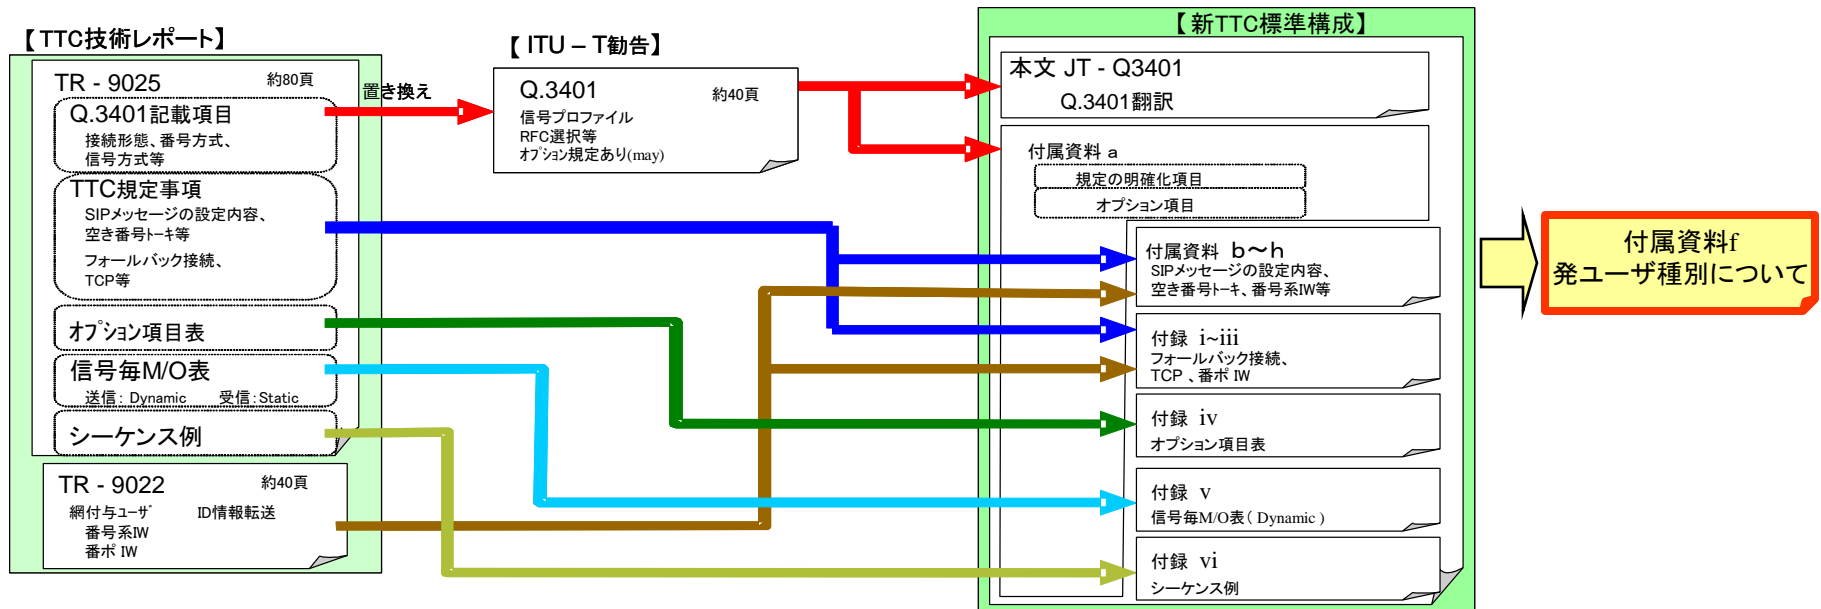 【TTC技術レポート】
TR - 9025
約80頁
Q.3401記載項目
接続形態、番号方式、
信号方式等
TTC規定事項
SIPメッセージの設定内容、
空き番号トーキ等
フォールバック接続、
TCP等
オプション項目表
信号毎M/O表
送信：Dynamic 受信：Static
シーケンス例
TR - 9022
約40頁
網付与ユーザ ID情報転送
番号系IW
番ポ IW
置き換え
【 ITU – T勧告】
Q.3401
約40頁
信号プロファイル
RFC選択等
オプション規定あり(may)
【 新TTC標準構成】
本文 JT - Q3401
Q.3401翻訳
付属資料 a
規定の明確化項目
オプション項目
付属資料 b～h
SIPメッセージの設定内容、
空き番号トーキ、番号系IW等
付録 i~iii
フォールバック接続、
TCP 、番ポ IW
付録 iv
オプション項目表
付録 v
信号毎M/O表（ Dynamic ）
付録 vi
シーケンス例
付属資料f
発ユーザ種別について